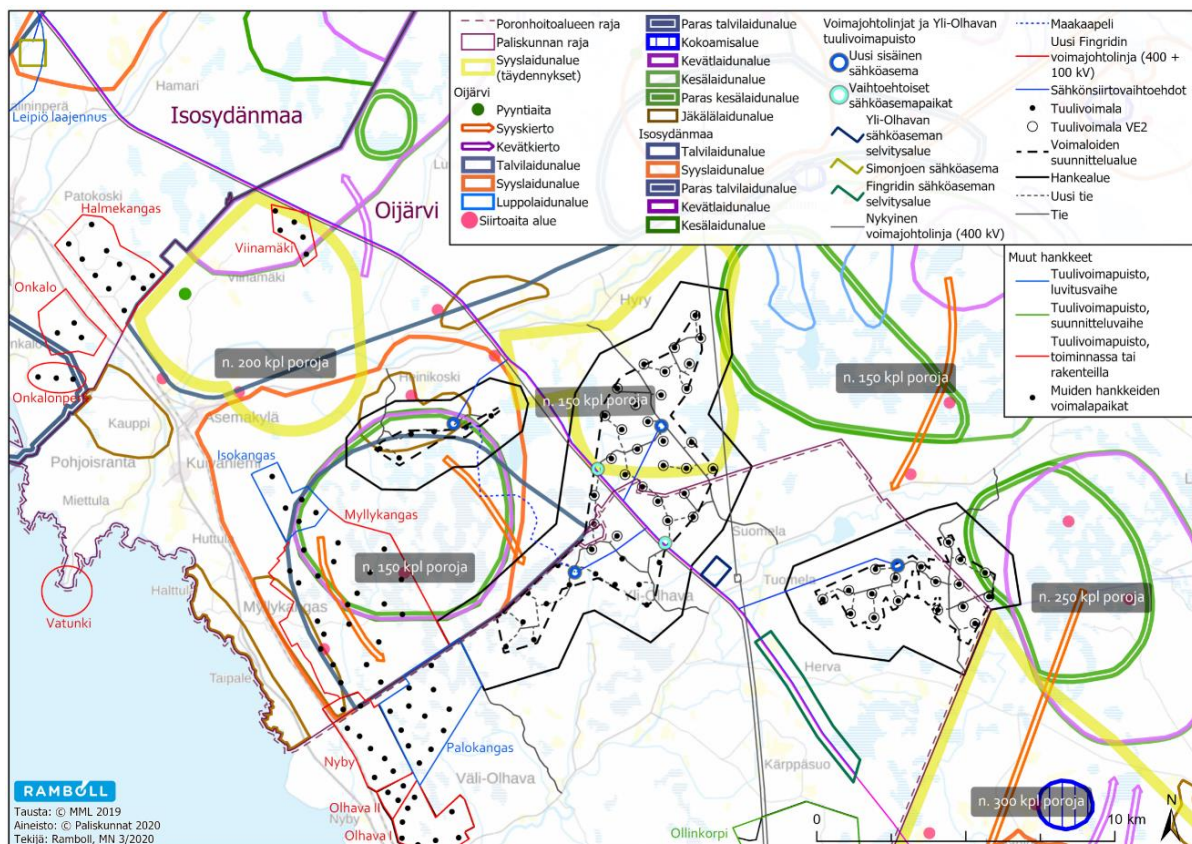 Poronhoitoalueen raja
Paliskunnan raja
Syyslaidunalue
(täydennykset)
Oijärvi
Pyyntiaita
Syyskierto
Kevätkierto
Talvilaidunalue
Syyslaidunalue
Luppolaidunalue
Siirtoaita alue
Paras talvilaidunalue
Kokoamisalue
Kevätlaidunalue
Kesälaidunalue
Paras kesälaidunalue
Jäkälälaidunalue
Isosydänmaa
Talvilaidunalue
Syyslaidunalue
Paras talvilaidunalue
Kevätlaidunalue
Kesälaidunalue
Voimajohtolinjat ja Yli-Olhavan
tuulivoimapuisto
Uusi sisäinen
sähköasema
Vaihtoehtoiset
sähköasemapaikat
Yli-Olhavan
sähköaseman
selvitysalue
Simonjoen sähköasema
Fingridin sähköaseman
selvitysalue
Nykyinen
voimajohtolinja (400 kV)
Maakaapeli
Uusi Fingridin
voimajohtolinja (400 +
100 kV)
Sähkönsiirtovaihtoehdot
Tuulivoimala
Tuulivoimala VE2
Voimaloiden
suunnittelualue
Hankealue
Uusi tie
Tie
Muut hankkeet
Tuulivoimapuisto,
luvitusvaihe
Tuulivoimapuisto,
suunnitteluvaihe
Tuulivoimapuisto,
toiminnassa tai
rakenteilla
Muiden hankkeiden
voimalapaikat
Hamari
Leipiö laajennus
Isosydänmaa
Patokoski
Halmekangas
Oijärvi
Viinamäki
Viinamäki
Onkalo
Hyry
n. 200 kpl poroja
Heinikoski
n. 150 kpl poroja
n. 150 kpl poroja
Kauppi
Asemakylä
Pohjoisranta
Kuivaniemi
Isokangas
Miettula
Myllykangas
Huttula
Suomela
n. 150 kpl poroja
Tuomela
Halttula
Myllykangas
Yli-Olhava
n. 250 kpl poroja
Vatunki
Herva
Taipale
Palokangas
Nyby
Väli-Olhava
Kärppäsuo
RAMBOLL
Olhava II
n. 300 kpl poroja
N
Tausta: © MML 2019
Aineisto: © Paliskunnat 2020
Nyby
Tekijä: Ramboll, MN 3/2020
Olhava I
Ollinkorpi
0
10 km